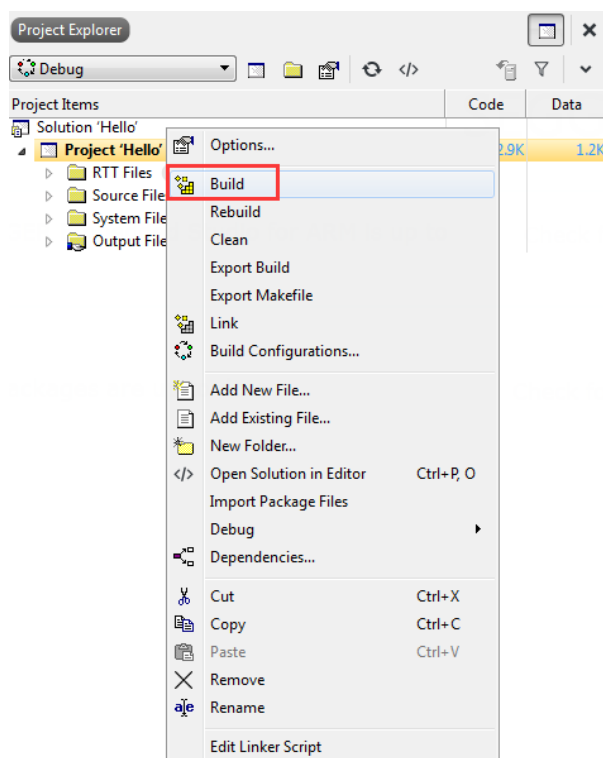 Project Explorer
Debug
</>
Project Items Code Data
Solution 'Hello'
Project 'Hello' 2.9K 1.2K
RTT Files
Source File
System File
Output File
Options...
Build
Rebuild
Clean
Export Build
Export Makefile
Link
Build Configurations...
Add New File...
Add Existing File...
New Folder...
</> Open Solution in Editor Ctrl+P, O
Import Package Files
Debug
Dependencies...
Cut Ctrl+X
Copy Ctrl+C
Paste Ctrl+V
Remove
Rename
Edit Linker Script